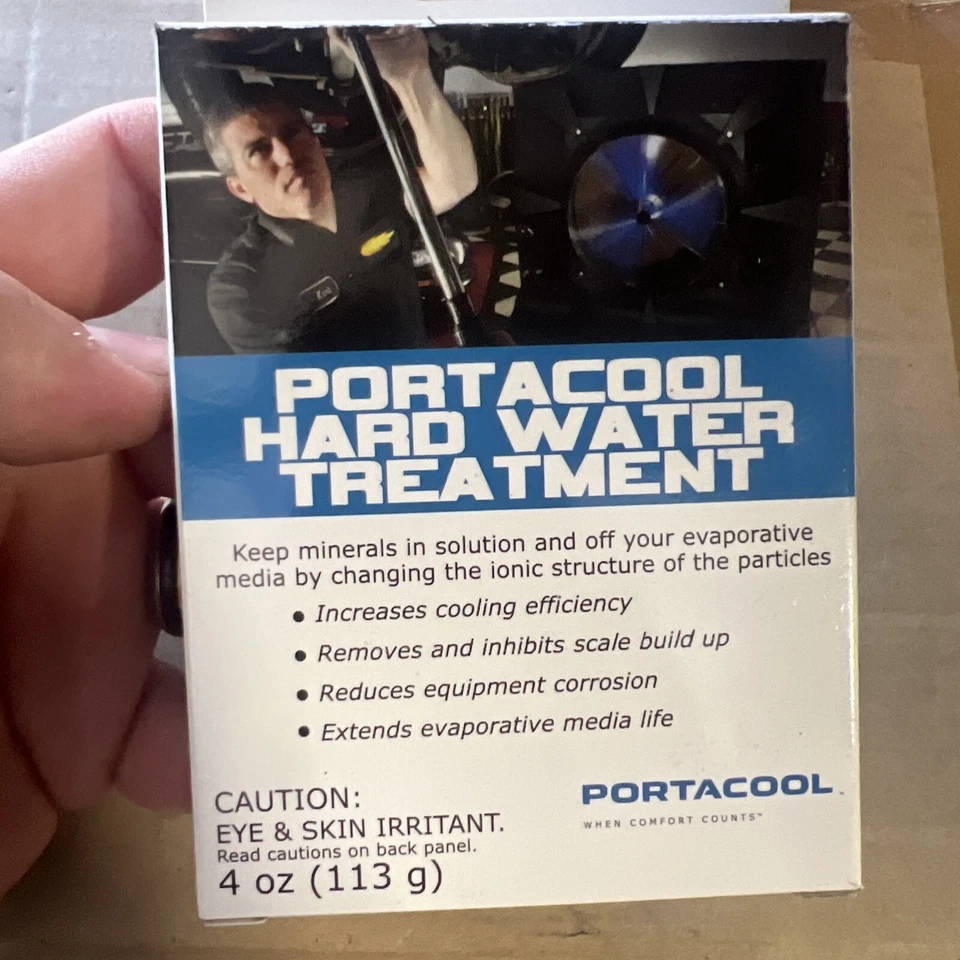 PORTACOOL
HARD WATER
TREATMENT
Keep minerals in solution and off your evaporative
media by changing the ionic structure of the particles
• Increases cooling efficiency
• Removes and inhibits scale build up
• Reduces equipment corrosion
• Extends evaporative media life
CAUTION:
EYE & SKIN IRRITANT.
Read cautions on back panel.
4 oz (113 g)
PORTACOOL™
WHEN COMFORT COUNTS™